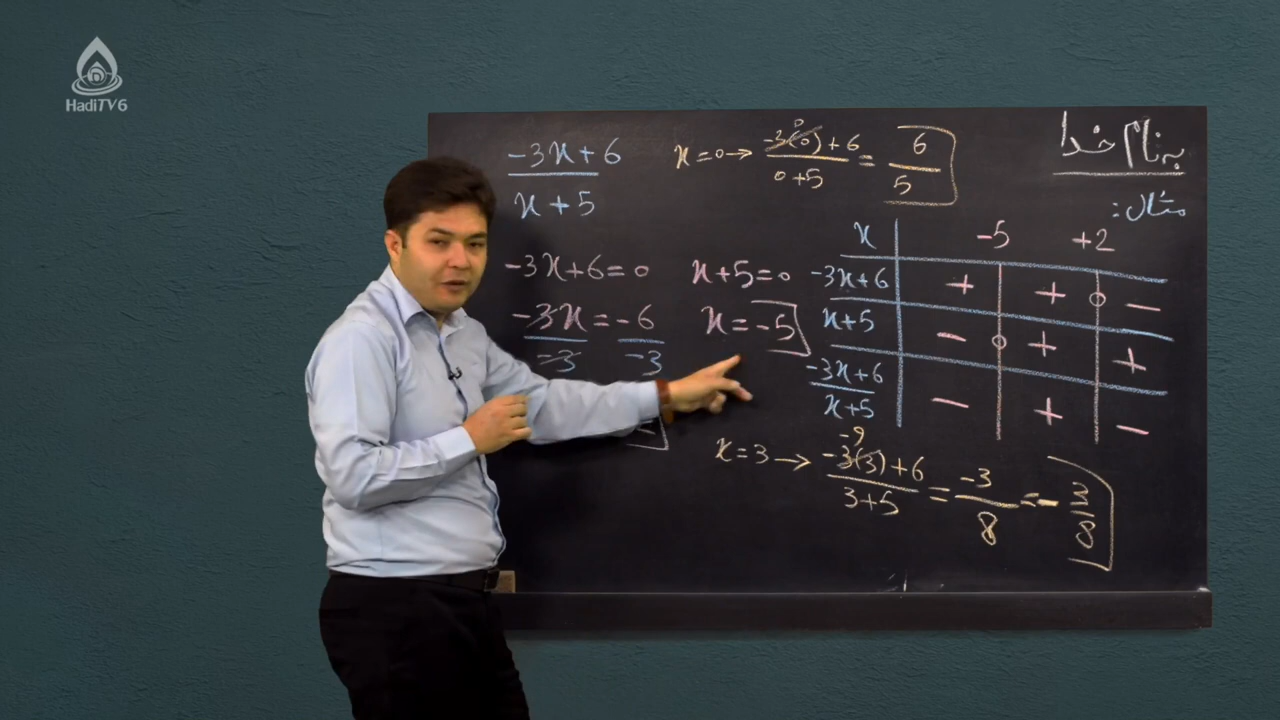 HadiTV6
به نام خدا
مثال:
-3x+6
x+5
x=0→ -3(0)+6 / 0+5 = 6/5
0
-3x+6=0
-3x=-6
-3 -3
x+5=0
x=-5
x -5 +2
-3x+6 + + 0 -
x+5 - 0 + +
-3x+6 / x+5 - + -
-9
x=3→ -3(3)+6 / 3+5 = -3/8 = -3/8